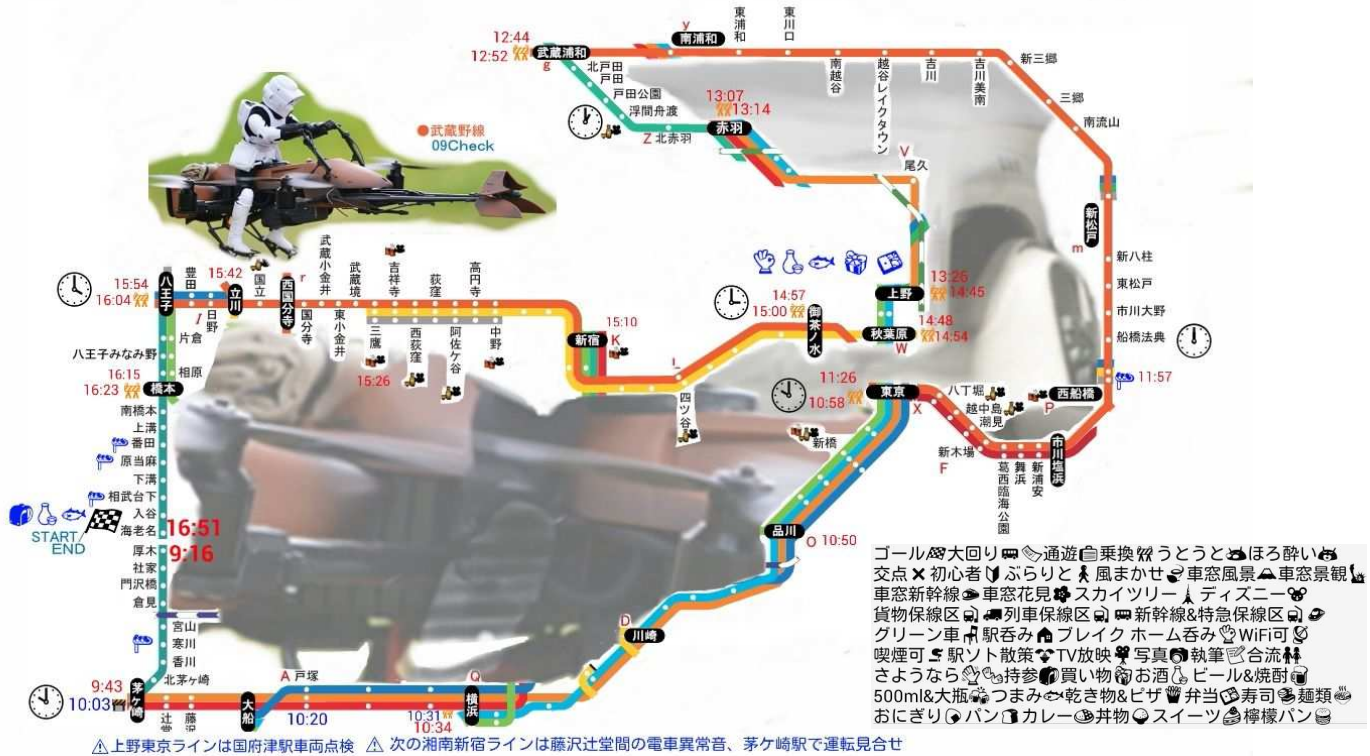 12:44
12:52
武蔵浦和
g
y
南浦和
東浦和
東川口
南越谷
越谷レイクタウン
吉川
吉川美南
新三郷
三郷
南流山
北戸田
戸田
戸田公園
浮間舟渡
Z 北赤羽
13:07
13:14
赤羽
V
尾久
●武蔵野線
09Check
新松戸
m
新八柱
東松戸
市川大野
船橋法典
11:57
西船橋
P
15:54
16:04
八王子
豊田
日野
15:42
立川
国立
西国分寺
r
国分寺
武蔵小金井
東小金井
武蔵境
三鷹
15:26
吉祥寺
西荻窪
荻窪
阿佐ケ谷
高円寺
中野
新宿
15:10
K
四ツ谷
14:57
15:00
御茶ノ水
13:26
14:45
上野
14:48
14:54
秋葉原
W
11:26
10:58
東京
X
八丁堀
越中島
潮見
新木場
F
葛西臨海公園
舞浜
新浦安
市川塩浜
新橋
品川
O 10:50
片倉
八王子みなみ野
相原
16:15
16:23
橋本
南橋本
上溝
番田
原当麻
下溝
相武台下
入谷
海老名
START/
END
16:51
9:16
厚木
社家
門沢橋
倉見
宮山
寒川
香川
北茅ヶ崎
9:43
10:03
茅ヶ崎
辻堂
藤沢
大船
A 戸塚
10:20
10:31
10:34
Q
横浜
D
川崎
ゴール 大回り 通遊 乗換 うとうと ほろ酔い
交点 初心者 ぶらりと 風まかせ 車窓風景 車窓景観
車窓新幹線 車窓花見 スカイツリー ディズニー
貨物保線区 列車保線区 新幹線&特急保線区
グリーン車 駅呑み ブレイク ホーム呑み WiFi可
喫煙可 駅ソト散策 TV放映 写真 執筆 合流
さようなら 持参 買い物 お酒 ビール&焼酎
500ml&大瓶 つまみ 乾き物&ピザ 弁当 寿司 麺類
おにぎり パン カレー 丼物 スイーツ 檸檬パン
⚠上野東京ラインは国府津駅車両点検 ⚠次の湘南新宿ラインは藤沢辻堂間の電車異常音、茅ケ崎駅で運転見合せ